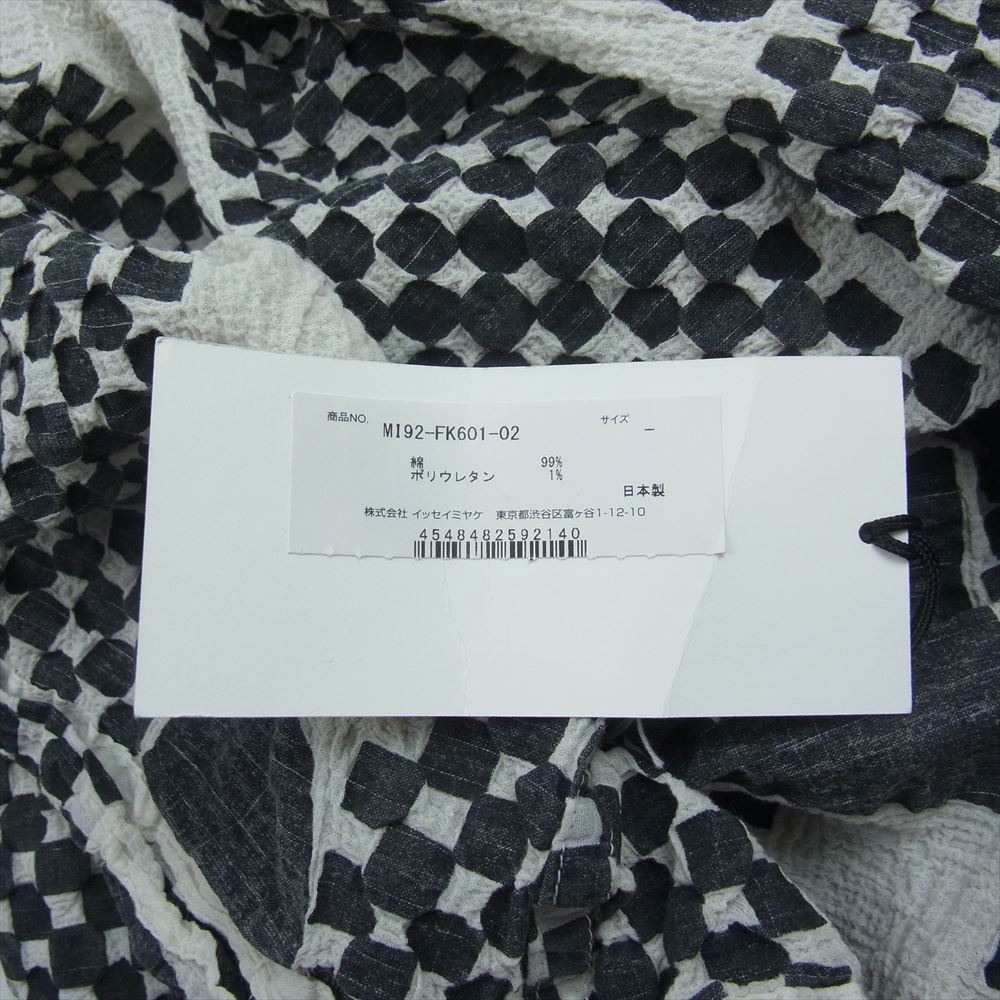 商品NO. MI92-FK601-02 サイズ –
綿 99%
ポリウレタン 1%
日本製
株式会社 イッセイミヤケ 東京都渋谷区富ヶ谷1-12-10
4548482592140